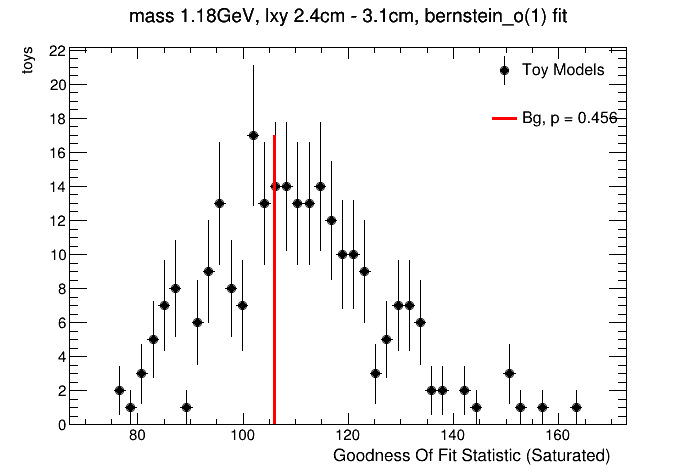 mass 1.18GeV, lxy 2.4cm - 3.1cm, bernstein_o(1) fit
toys
22
20
18
16
14
12
10
8
6
4
2
0
Toy Models
Bg, p = 0.456
80 100 120 140 160
Goodness Of Fit Statistic (Saturated)